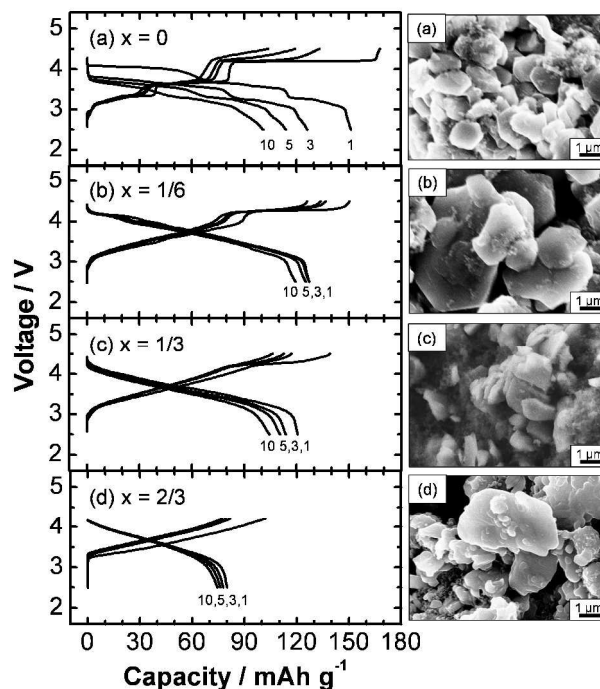 (a) x = 0
5
4
3
2
10 5 3 1
(b) x = 1/6
5
4
3
2
10 5,3,1
(c) x = 1/3
5
4
3
2
10 5,3,1
(d) x = 2/3
5
4
3
2
10,5,3,1
0 30 60 90 120 150 180
Voltage / V
Capacity / mAh g⁻¹
(a)
1 μm
(b)
1 μm
(c)
1 μm
(d)
1 μm